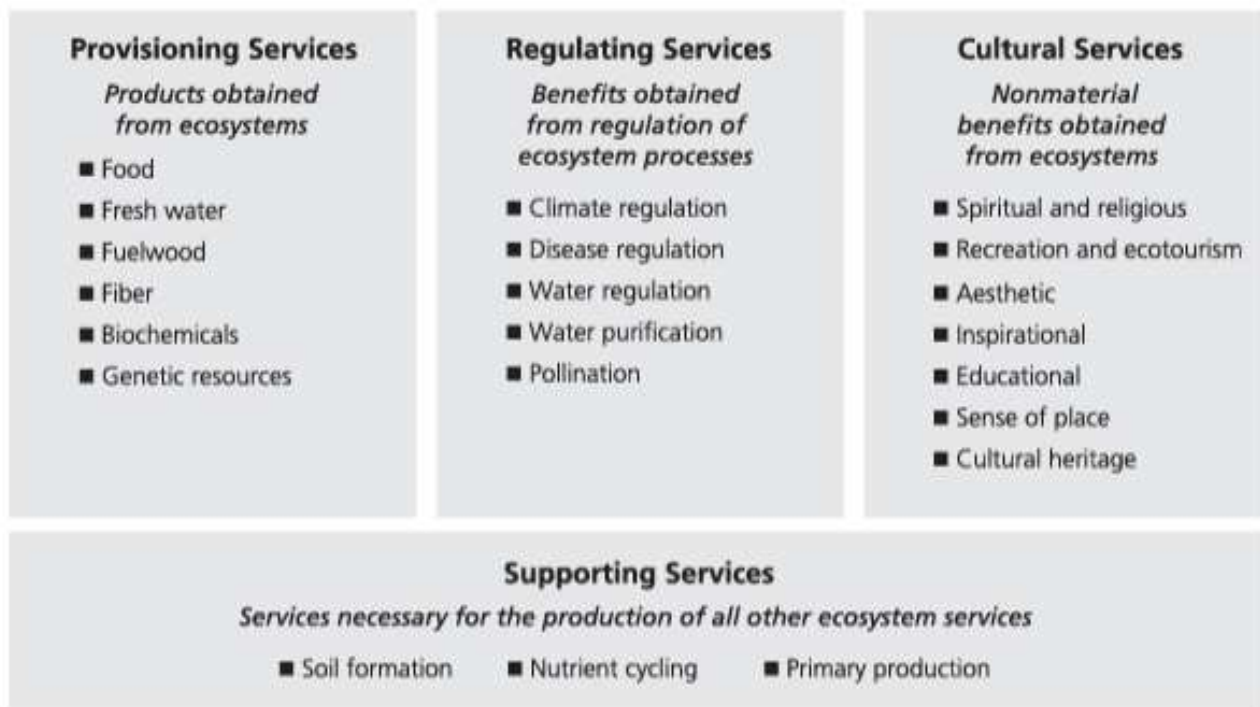 Provisioning Services
Products obtained
from ecosystems
■ Food
■ Fresh water
■ Fuelwood
■ Fiber
■ Biochemicals
■ Genetic resources
Regulating Services
Benefits obtained
from regulation of
ecosystem processes
■ Climate regulation
■ Disease regulation
■ Water regulation
■ Water purification
■ Pollination
Cultural Services
Nonmaterial
benefits obtained
from ecosystems
■ Spiritual and religious
■ Recreation and ecotourism
■ Aesthetic
■ Inspirational
■ Educational
■ Sense of place
■ Cultural heritage
Supporting Services
Services necessary for the production of all other ecosystem services
■ Soil formation ■ Nutrient cycling ■ Primary production